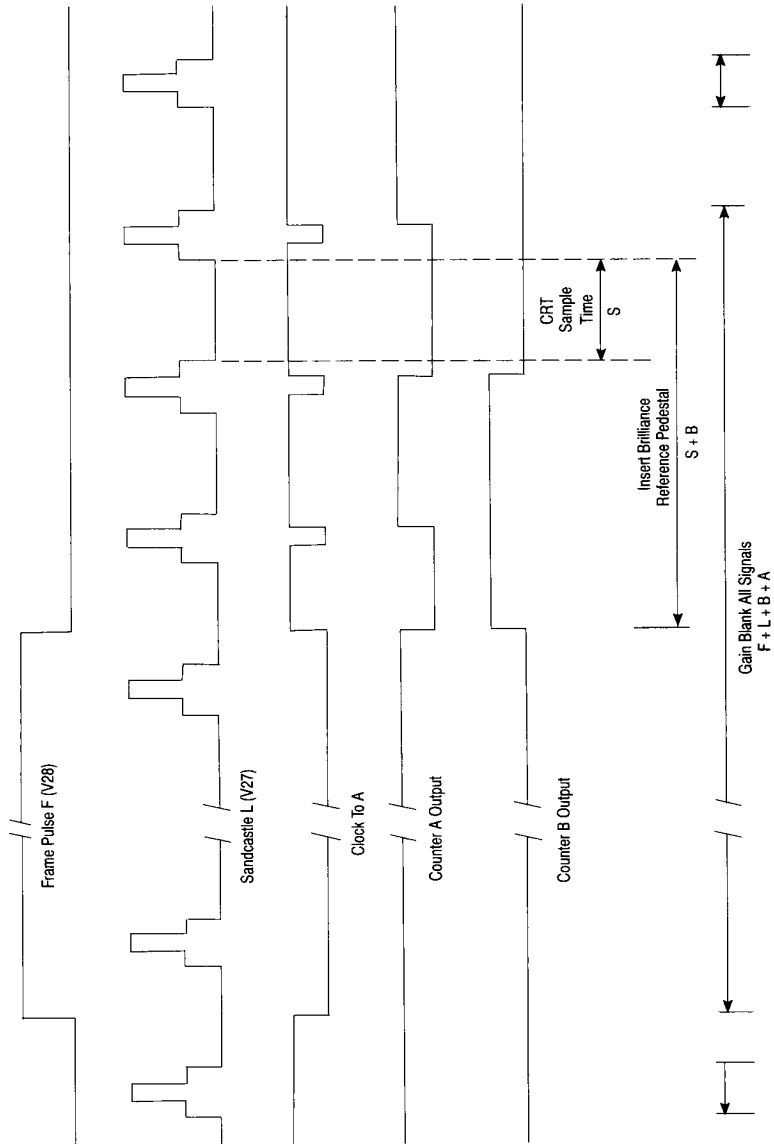 Frame Pulse F (V28)
Sandcastle L (V27)
Clock To A
Counter A Output
Counter B Output
CRT
Sample
Time
S
Insert Brilliance
Reference Pedestal
S + B
Gain Blank All Signals
F + L + B + A